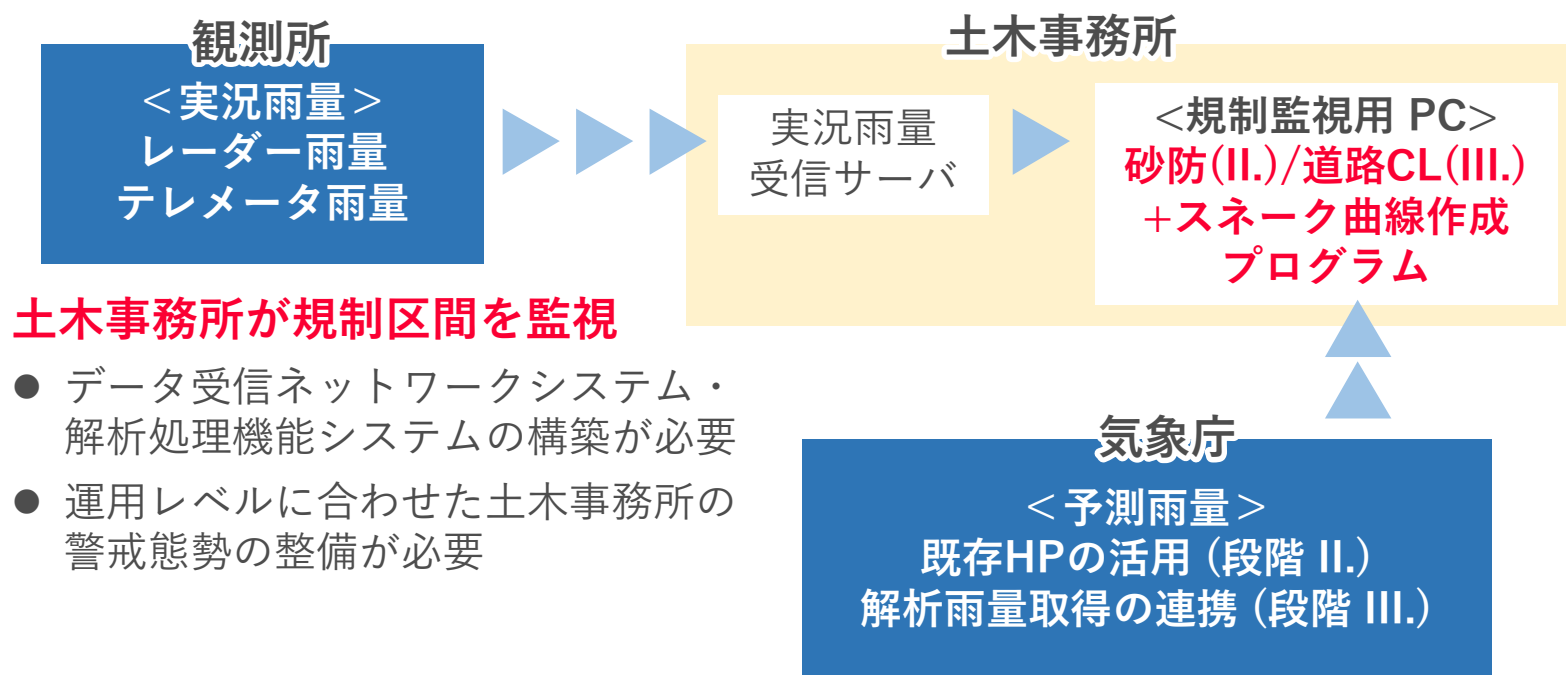 観測所
＜実況雨量＞
レーダー雨量
テレメータ雨量
土木事務所
実況雨量
受信サーバ
<規制監視用 PC>
砂防(II.)/道路CL(III.)
+スネーク曲線作成
プログラム
土木事務所が規制区間を監視
● データ受信ネットワークシステム・
解析処理機能システムの構築が必要
● 運用レベルに合わせた土木事務所の
警戒態勢の整備が必要
気象庁
＜予測雨量＞
既存HPの活用 (段階 II.)
解析雨量取得の連携 (段階 III.)